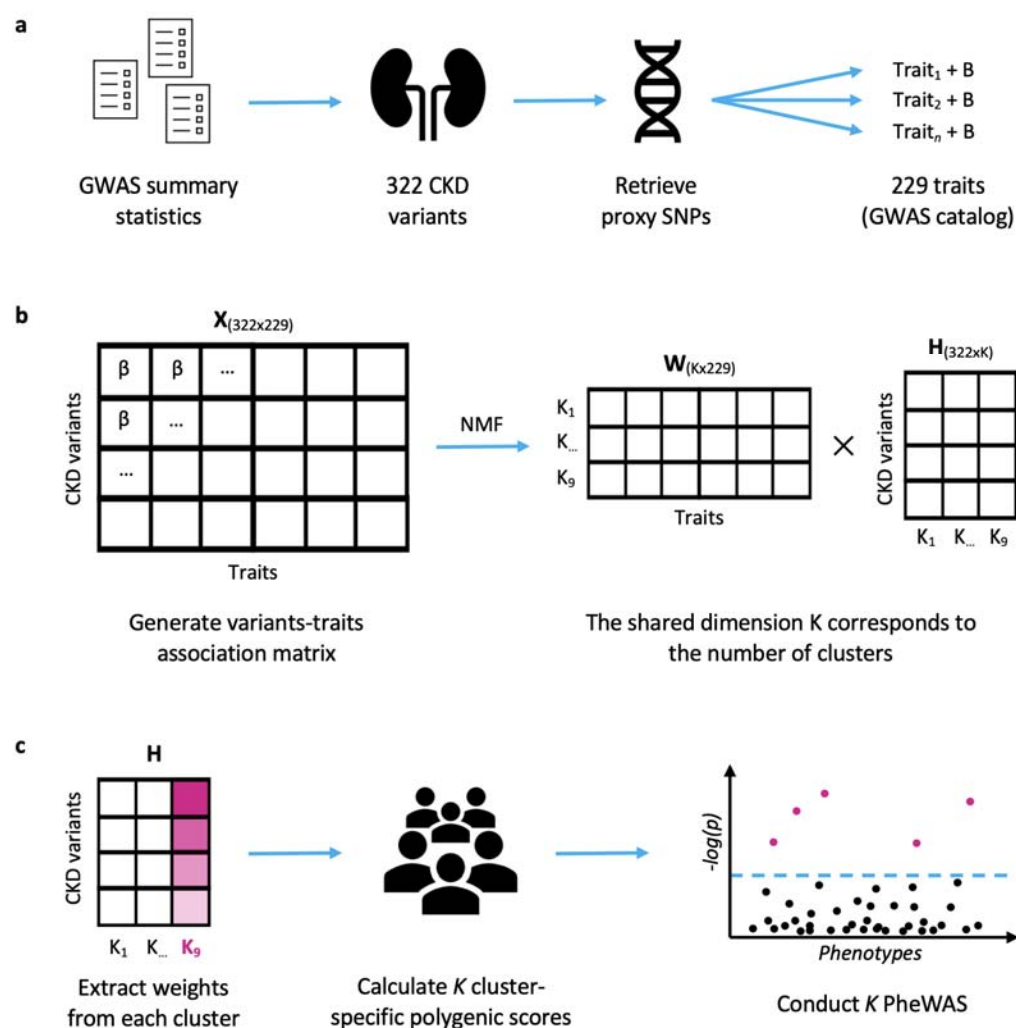 a
Trait₁ + B
Trait₂ + B
Traitₙ + B
GWAS summary
statistics
322 CKD
variants
Retrieve
proxy SNPs
229 traits
(GWAS catalog)
b
X(322x229)
β β ...
β ...
...
CKD variants
Traits
NMF
W(Kx229)
K₁
K...
K₉
Traits
×
H(322xK)
CKD variants
K₁ K... K₉
Generate variants-traits
association matrix
The shared dimension K corresponds to
the number of clusters
c
H
CKD variants
K₁ K... K₉
Extract weights
from each cluster
Calculate K cluster-
specific polygenic scores
-log(p)
Phenotypes
Conduct K PheWAS